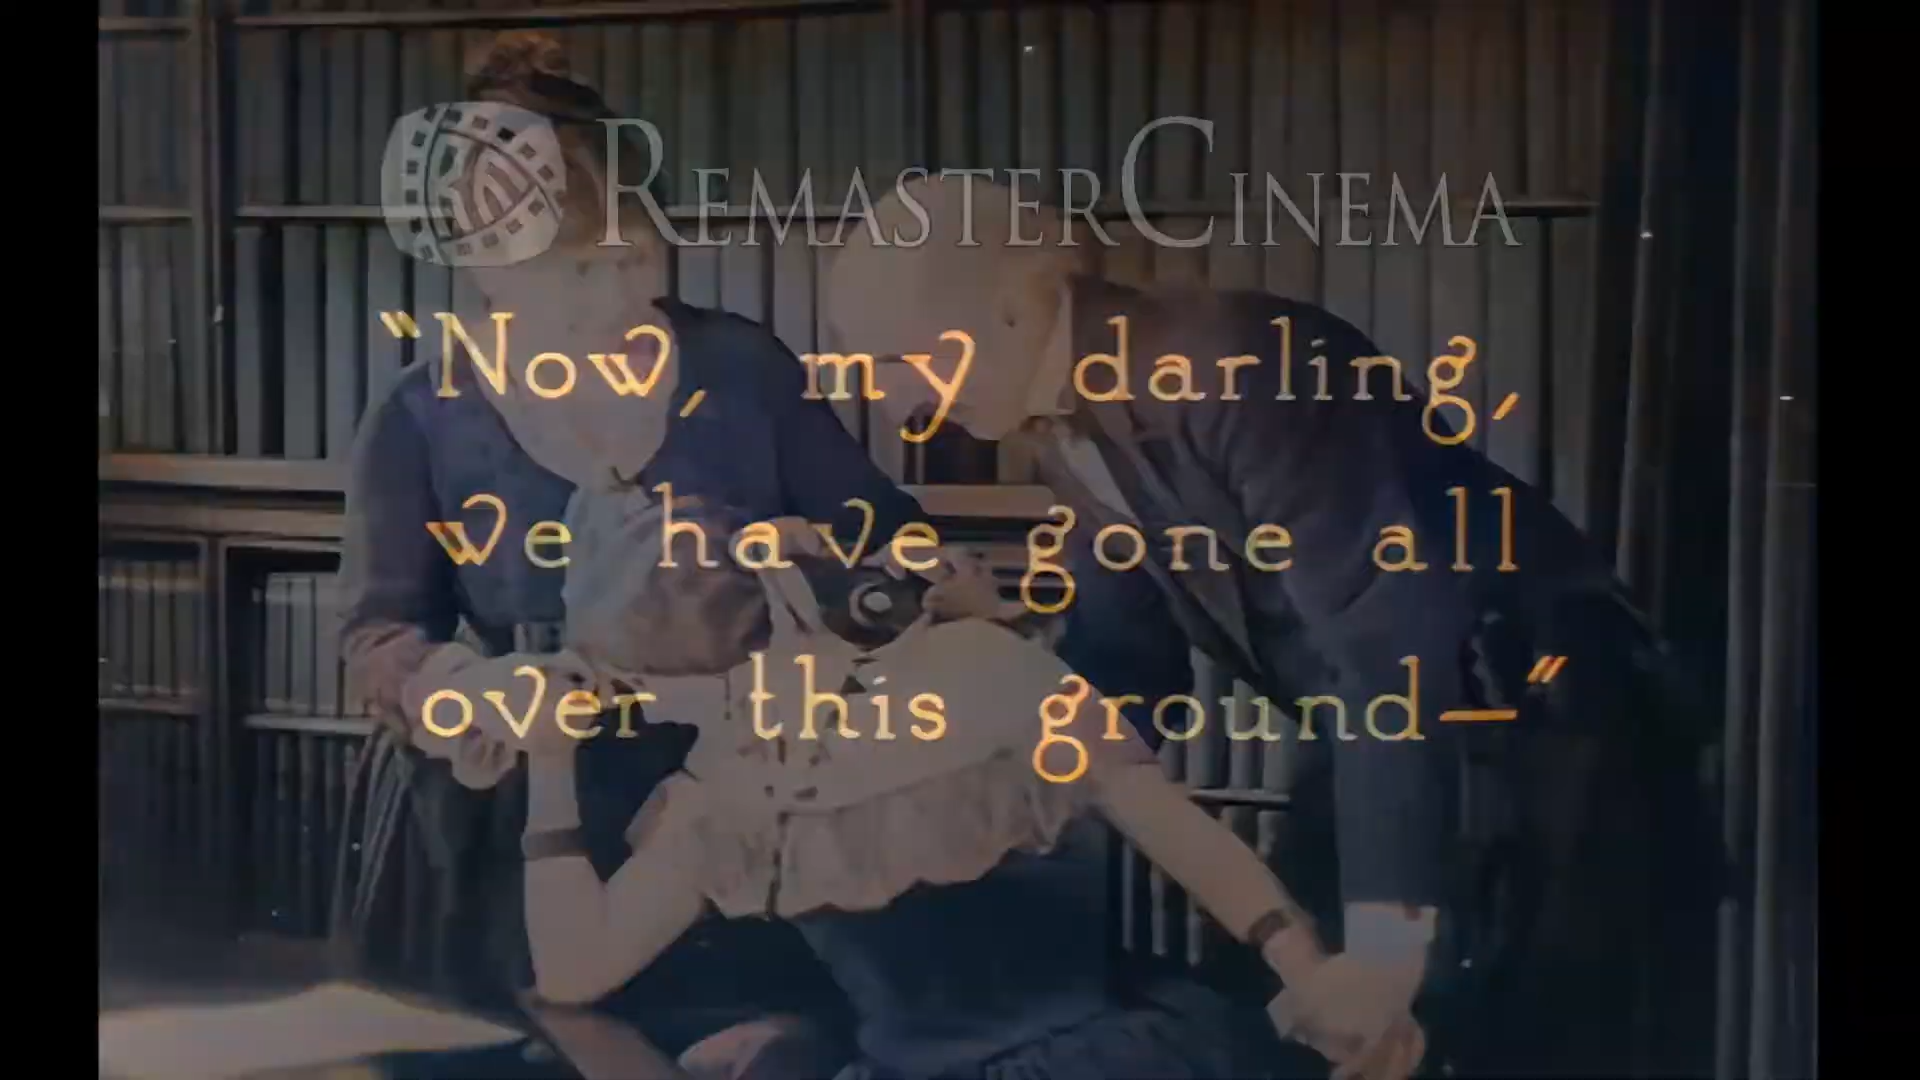 REMASTERCINEMA
“Now, my darling,
we have gone all
over this ground—”